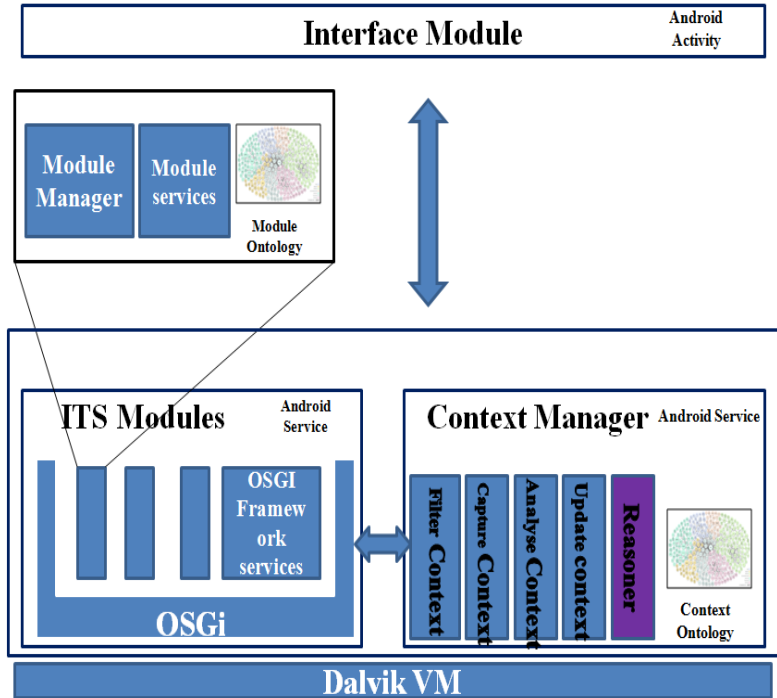 Interface Module
Android
Activity
Module
Manager
Module
services
Module
Ontology
ITS Modules
Android
Service
OSGI
Framew
ork
services
OSGi
Context Manager
Android Service
Filter Context
Capture Context
Analyse Context
Update context
Reasoner
Context
Ontology
Dalvik VM